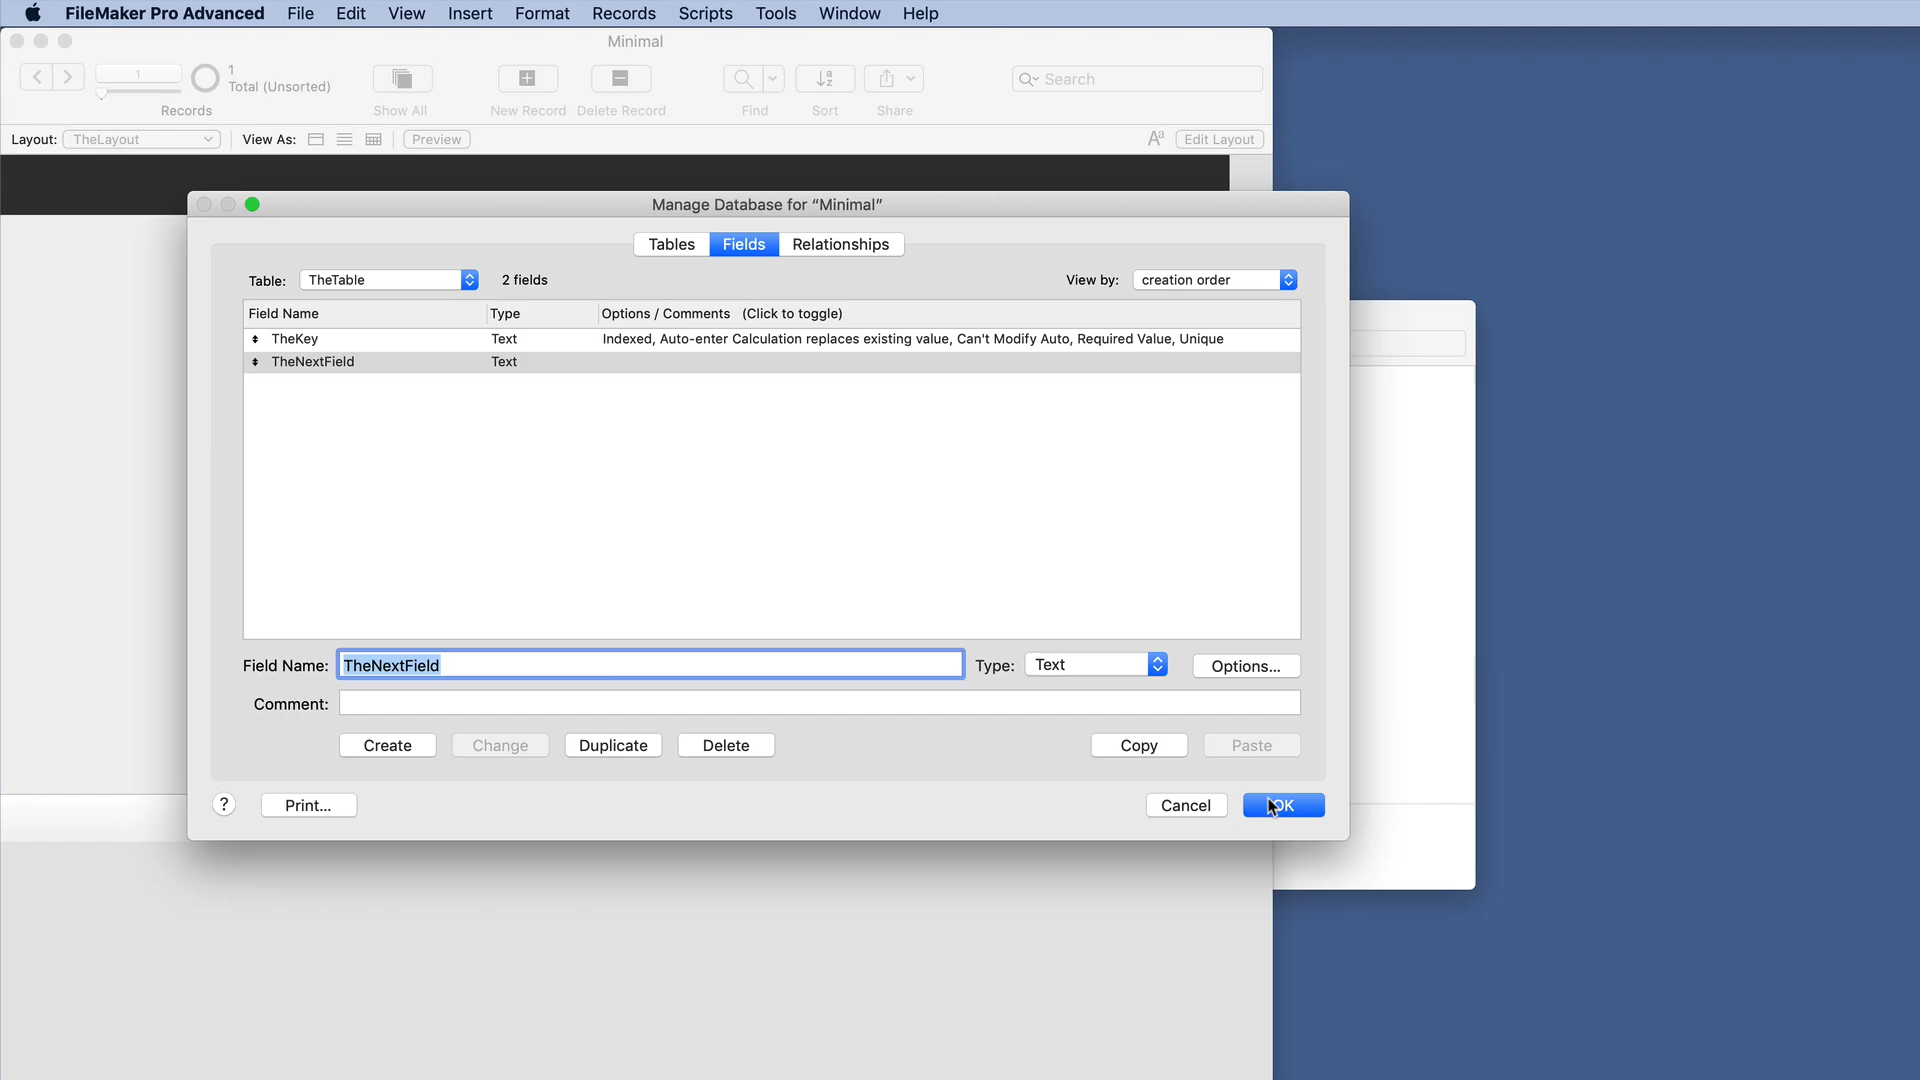 FileMaker Pro Advanced File Edit View Insert Format Records Scripts Tools Window Help
Minimal
1
1
Total (Unsorted)
Search
Records
Show All
New Record
Delete Record
Find
Sort
Share
Layout: TheLayout View As: Preview Aa Edit Layout
Manage Database for “Minimal”
Tables Fields Relationships
Table: TheTable 2 fields View by: creation order
Field Name Type Options / Comments (Click to toggle)
TheKey Text Indexed, Auto-enter Calculation replaces existing value, Can't Modify Auto, Required Value, Unique
TheNextField Text
Field Name: TheNextField Type: Text Options...
Comment:
Create Change Duplicate Delete Copy Paste
? Print... Cancel OK